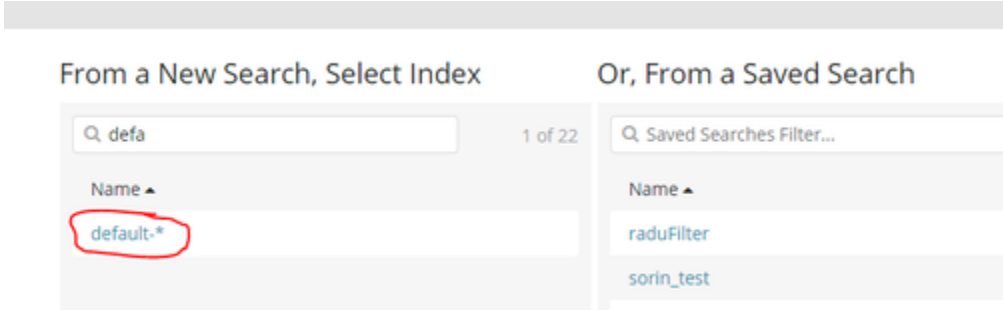 From a New Search, Select Index
defa
1 of 22
Name
default-*
Or, From a Saved Search
Saved Searches Filter...
Name
raduFilter
sorin_test